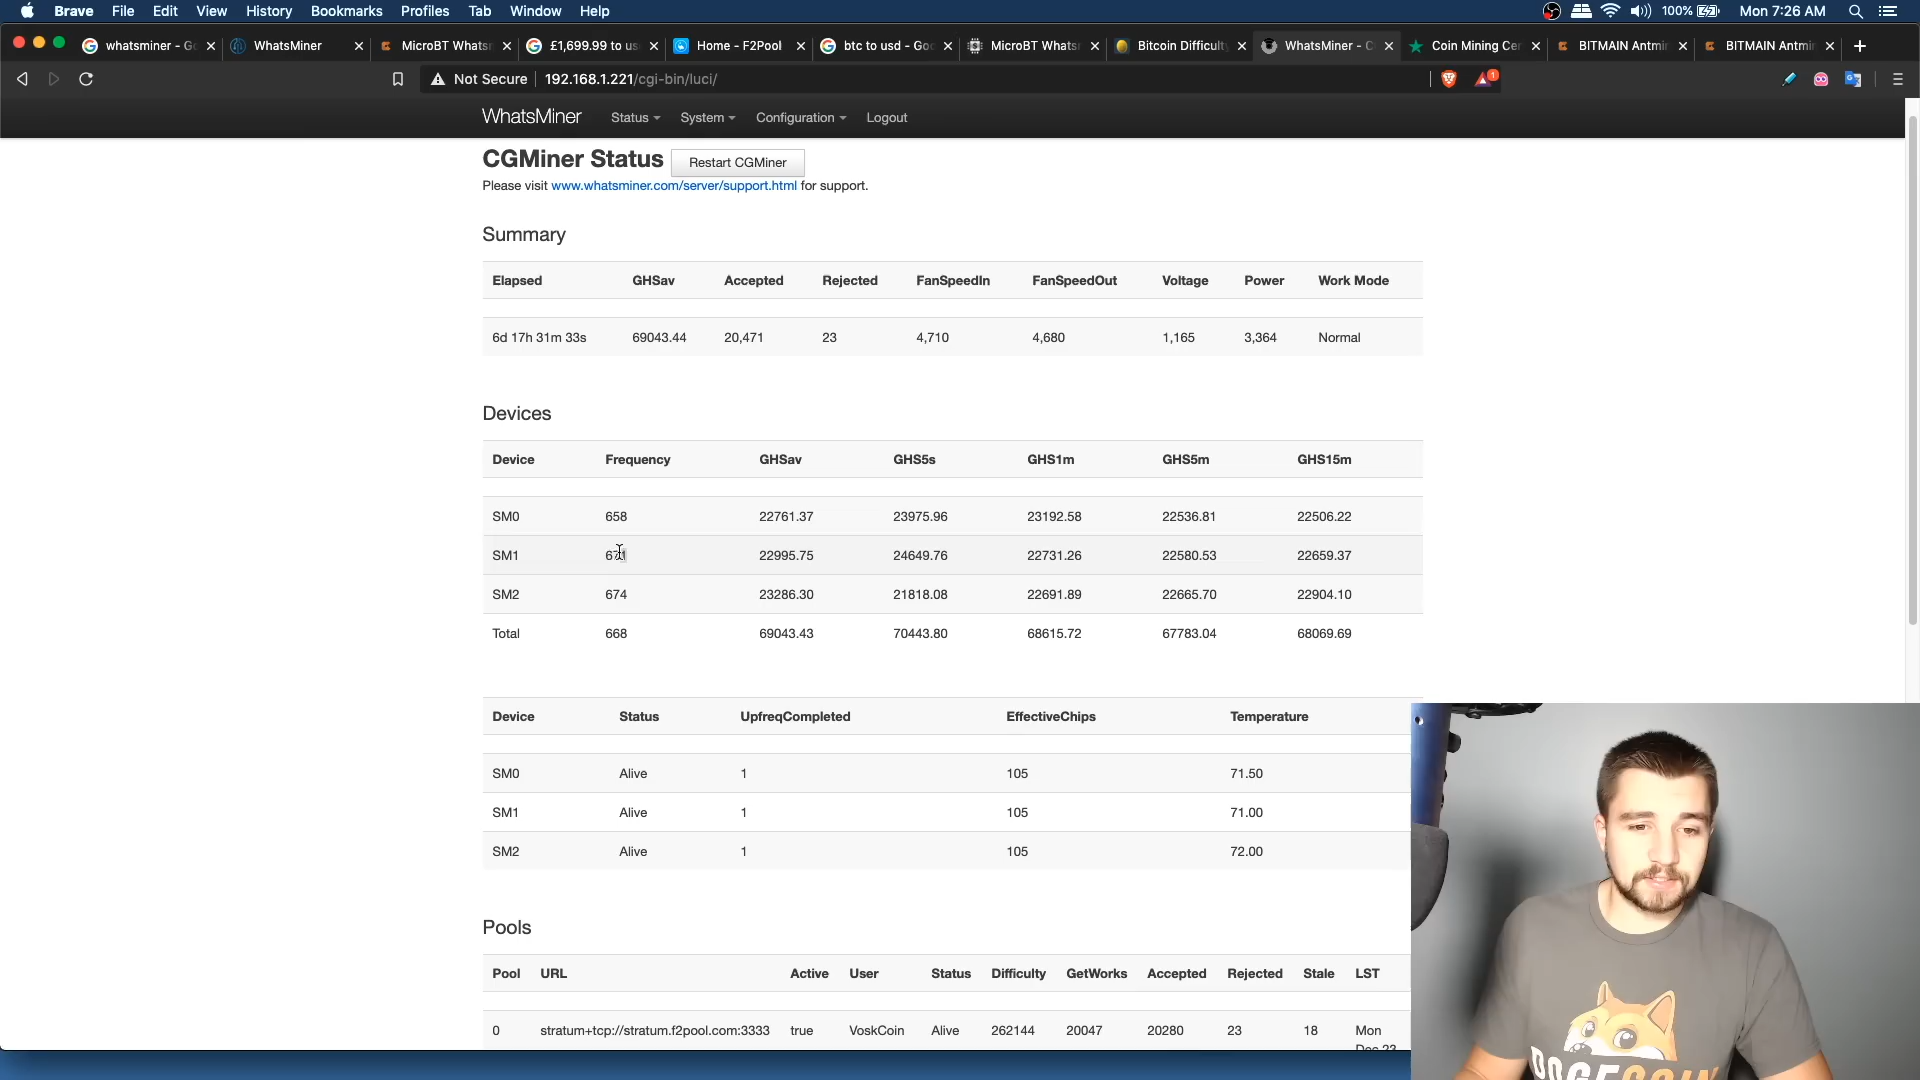 Brave File Edit View History Bookmarks Profiles Tab Window Help 100% Mon 7:26 AM
whatsminer - Go WhatsMiner MicroBT Whats £1,699.99 to us Home - F2Pool btc to usd - Goo MicroBT Whats Bitcoin Difficult WhatsMiner - C Coin Mining Cer BITMAIN Antmi BITMAIN Antmi
Not Secure 192.168.1.221/cgi-bin/luci/ 1
WhatsMiner Status System Configuration Logout
CGMiner Status Restart CGMiner
Please visit www.whatsminer.com/server/support.html for support.
Summary
Elapsed GHSav Accepted Rejected FanSpeedIn FanSpeedOut Voltage Power Work Mode
6d 17h 31m 33s 69043.44 20,471 23 4,710 4,680 1,165 3,364 Normal
Devices
Device Frequency GHSav GHS5s GHS1m GHS5m GHS15m
SM0 658 22761.37 23975.96 23192.58 22536.81 22506.22
SM1 22995.75 24649.76 22731.26 22580.53 22659.37
SM2 674 23286.30 21818.08 22691.89 22665.70 22904.10
Total 668 69043.43 70443.80 68615.72 67783.04 68069.69
Device Status UpfreqCompleted EffectiveChips Temperature
SM0 Alive 1 105 71.50
SM1 Alive 1 105 71.00
SM2 Alive 1 105 72.00
Pools
Pool URL Active User Status Difficulty GetWorks Accepted Rejected Stale LST
0 stratum+tcp://stratum.f2pool.com:3333 true VoskCoin Alive 262144 20047 20280 23 18 Mon
Dec 23
DOGECOIN